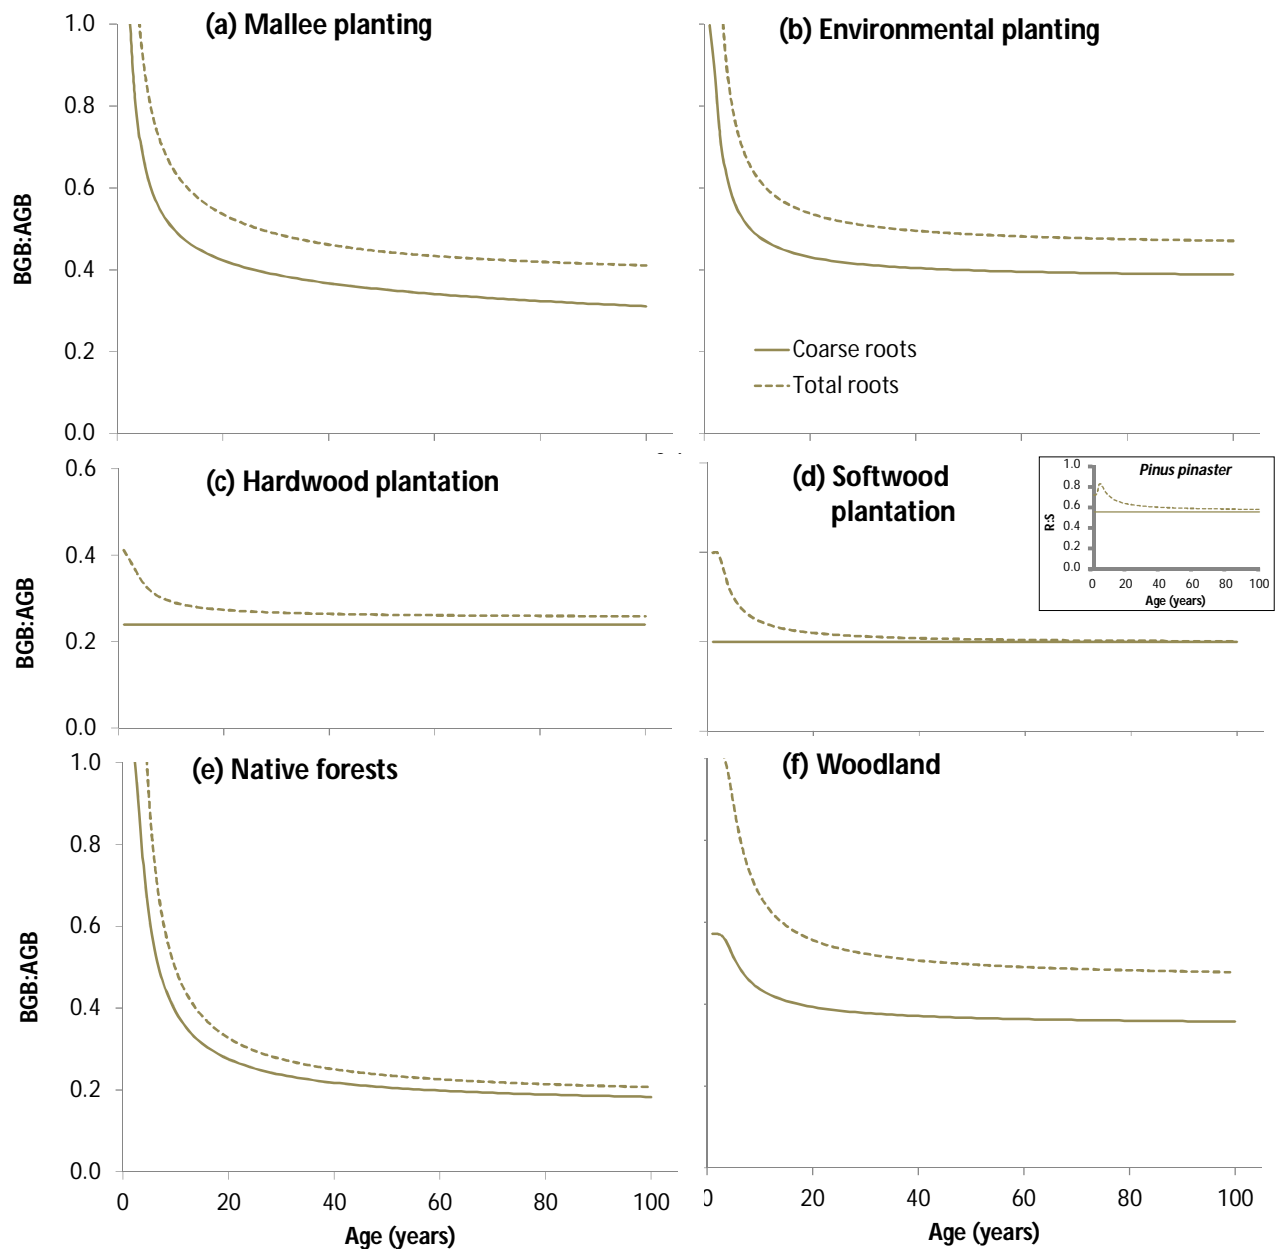 (a) Mallee planting
1.0
0.8
0.6
0.4
0.2
0.0
BGB:AGB
(b) Environmental planting
Coarse roots
Total roots
(c) Hardwood plantation
0.6
0.4
0.2
0.0
BGB:AGB
(d) Softwood
plantation
Pinus pinaster
1.0
0.8
0.6
0.4
0.2
0.0
R:S
0 20 40 60 80 100
Age (years)
(e) Native forests
1.0
0.8
0.6
0.4
0.2
0.0
BGB:AGB
0 20 40 60 80 100
Age (years)
(f) Woodland
0 20 40 60 80 100
Age (years)